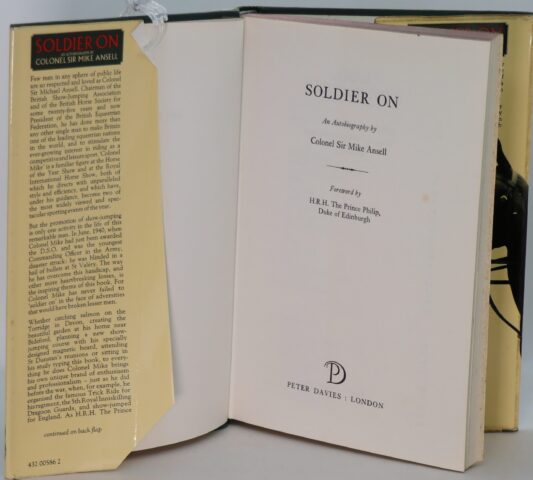 SOLDIER ON
AN AUTOBIOGRAPHY BY
COLONEL SIR MIKE ANSELL
Few men in any sphere of public life
are so respected and loved as Colonel
Sir Michael Ansell. Chairman of the
British Show-Jumping Association
and of the British Horse Society for
some twenty-five years and now
President of the British Equestrian
Federation, he has done more than
any other single man to make Britain
one of the leading equestrian nations
in the world, and to stimulate the
ever-growing interest in riding as a
competitive and leisure sport. 'Colonel
Mike' is a familiar figure at the Horse
of the Year Show and at the Royal
International Horse Show, both of
which he directs with unparalleled
style and efficiency, and which have,
under his guidance, become two of
the most widely viewed and spec-
tacular sporting events of the year.
But the promotion of show-jumping
is only one activity in the life of this
remarkable man. In June, 1940, when
Colonel Mike had just been awarded
the D.S.O. and was the youngest
Commanding Officer in the Army,
disaster struck: he was blinded in a
hail of bullets at St Valery. The way
he has overcome this handicap, and
other more heartbreaking losses, is
the inspiring theme of this book. For
Colonel Mike has never failed to
'soldier on' in the face of adversities
that would have broken lesser men.
Whether catching salmon on the
Torridge in Devon, creating the
beautiful garden at his home near
Bideford, planning a new show-
jumping course with his specially
designed magnetic board, attending
St Dunstan's reunions or sitting in
his study typing this book, to every-
thing he does Colonel Mike brings
his own unique brand of enthusiasm
and professionalism – just as he did
before the war, when, for example, he
organised the famous Trick Ride for
his regiment, the 5th Royal Inniskilling
Dragoon Guards, and show-jumped
for England. As H.R.H. The Prince
continued on back flap
432 00586 2
SOLDIER ON
An Autobiography by
Colonel Sir Mike Ansell
Foreword by
H.R.H. The Prince Philip,
Duke of Edinburgh
PD
PETER DAVIES : LONDON